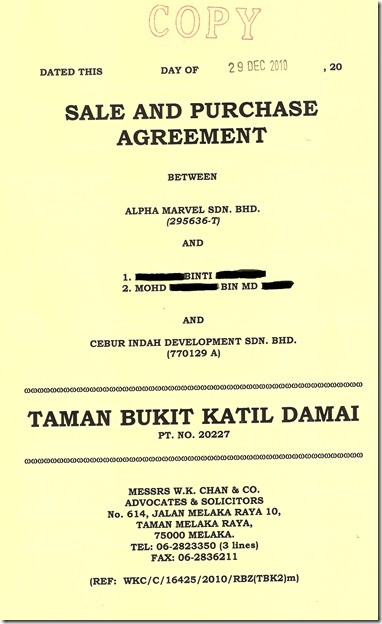 COPY
DATED THIS DAY OF 29 DEC 2010 , 20
SALE AND PURCHASE
AGREEMENT
BETWEEN
ALPHA MARVEL SDN. BHD.
(295636-T)
AND
1. BINTI
2. MOHD BIN MD
AND
CEBUR INDAH DEVELOPMENT SDN. BHD.
(770129 A)
TAMAN BUKIT KATIL DAMAI
PT. NO. 20227
MESSRS W.K. CHAN & CO.
ADVOCATES & SOLICITORS
No. 614, JALAN MELAKA RAYA 10,
TAMAN MELAKA RAYA,
75000 MELAKA.
TEL: 06-2823350 (3 lines)
FAX: 06-2836211
(REF: WKC/C/16425/2010/RBZ(TBK2)m)